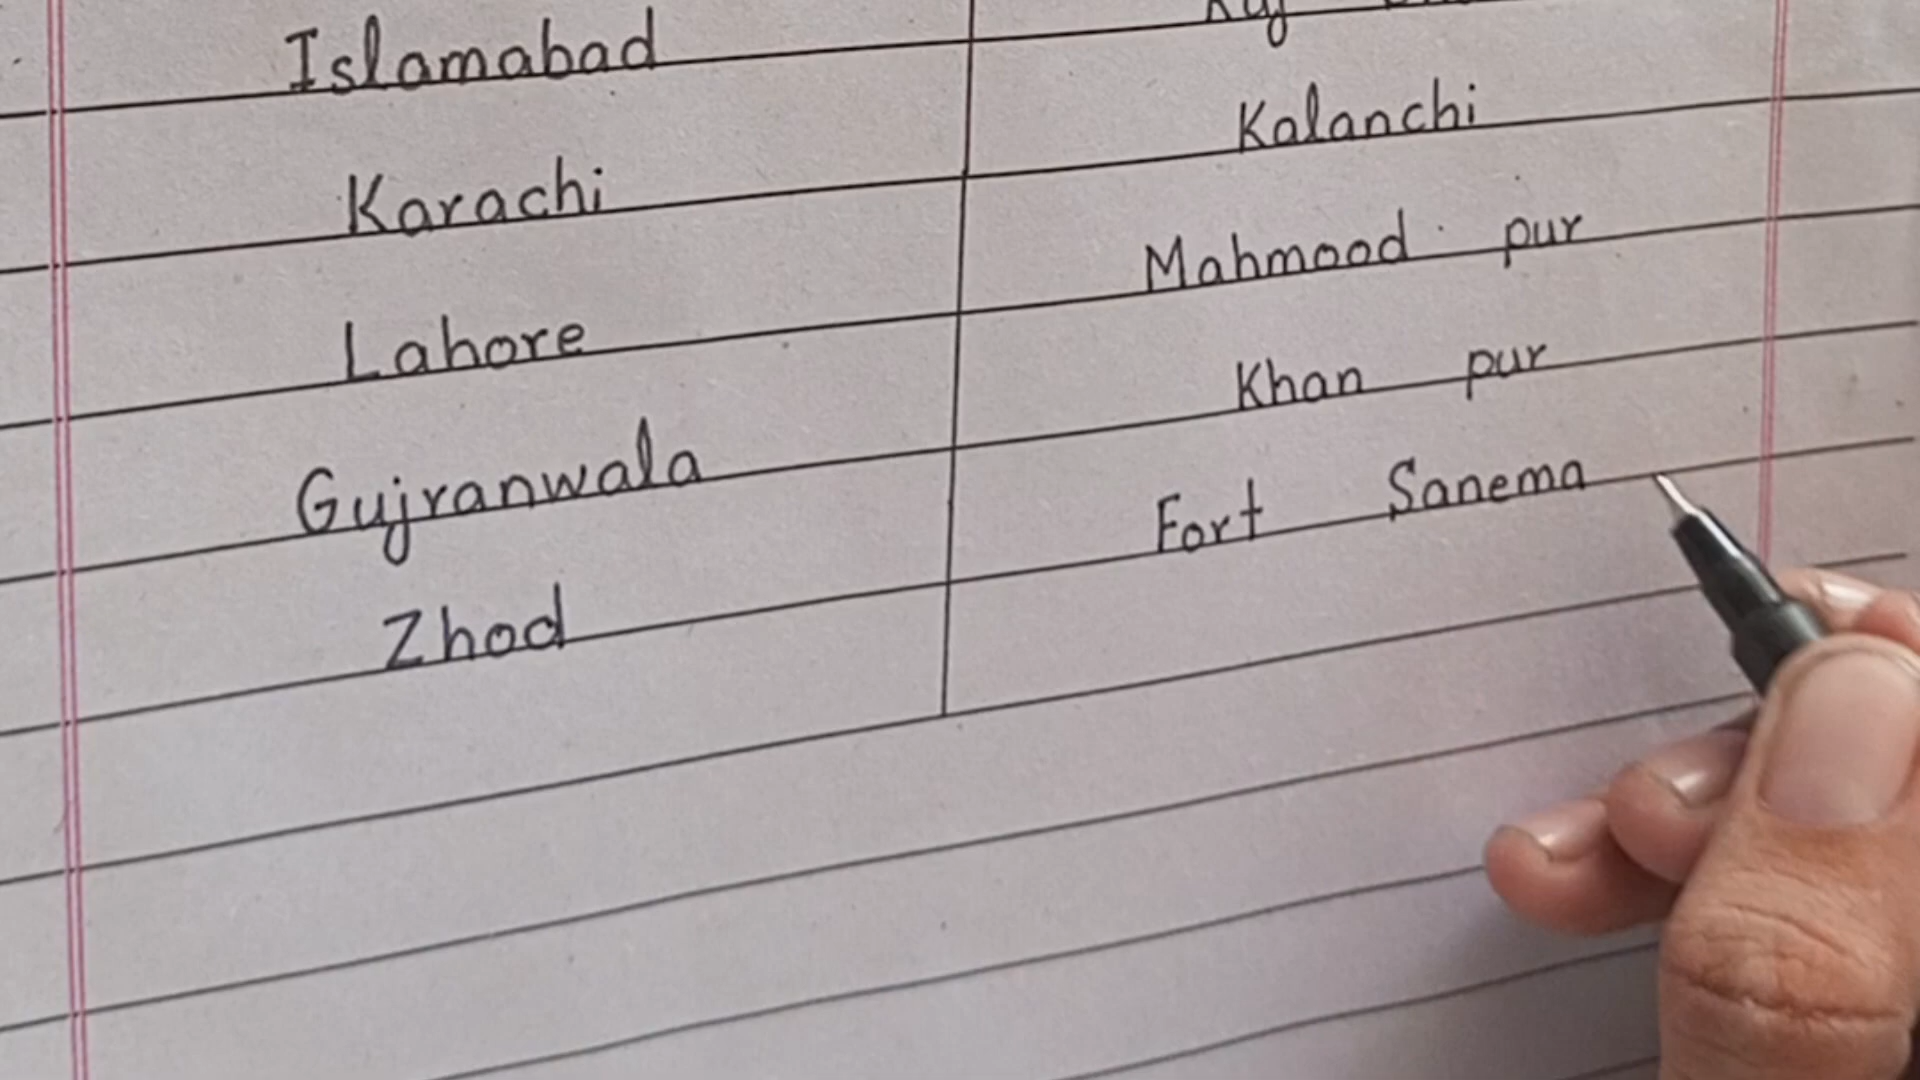 Islamabad
Karachi Kalanchi
Lahore Mahmood pur
Gujranwala Khan pur
Zhod Fort Sanema